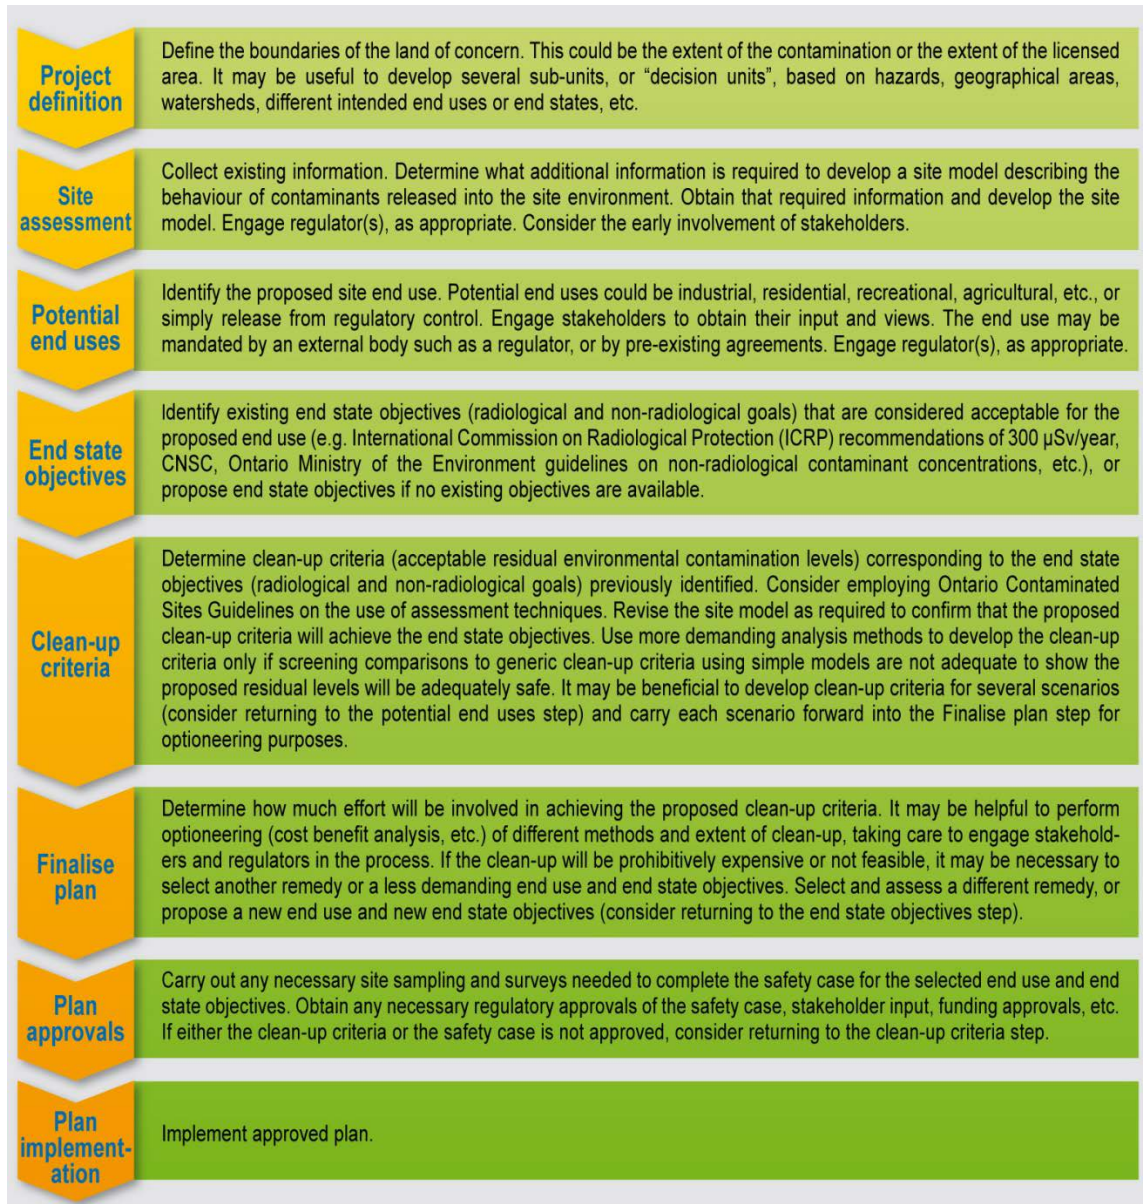 Project
definition
Define the boundaries of the land of concern. This could be the extent of the contamination or the extent of the licensed
area. It may be useful to develop several sub-units, or “decision units”, based on hazards, geographical areas,
watersheds, different intended end uses or end states, etc.
Site
assessment
Collect existing information. Determine what additional information is required to develop a site model describing the
behaviour of contaminants released into the site environment. Obtain that required information and develop the site
model. Engage regulator(s), as appropriate. Consider the early involvement of stakeholders.
Potential
end uses
Identify the proposed site end use. Potential end uses could be industrial, residential, recreational, agricultural, etc., or
simply release from regulatory control. Engage stakeholders to obtain their input and views. The end use may be
mandated by an external body such as a regulator, or by pre-existing agreements. Engage regulator(s), as appropriate.
End state
objectives
Identify existing end state objectives (radiological and non-radiological goals) that are considered acceptable for the
proposed end use (e.g. International Commission on Radiological Protection (ICRP) recommendations of 300 µSv/year,
CNSC, Ontario Ministry of the Environment guidelines on non-radiological contaminant concentrations, etc.), or
propose end state objectives if no existing objectives are available.
Clean-up
criteria
Determine clean-up criteria (acceptable residual environmental contamination levels) corresponding to the end state
objectives (radiological and non-radiological goals) previously identified. Consider employing Ontario Contaminated
Sites Guidelines on the use of assessment techniques. Revise the site model as required to confirm that the proposed
clean-up criteria will achieve the end state objectives. Use more demanding analysis methods to develop the clean-up
criteria only if screening comparisons to generic clean-up criteria using simple models are not adequate to show the
proposed residual levels will be adequately safe. It may be beneficial to develop clean-up criteria for several scenarios
(consider returning to the potential end uses step) and carry each scenario forward into the Finalise plan step for
optioneering purposes.
Finalise
plan
Determine how much effort will be involved in achieving the proposed clean-up criteria. It may be helpful to perform
optioneering (cost benefit analysis, etc.) of different methods and extent of clean-up, taking care to engage stakehold-
ers and regulators in the process. If the clean-up will be prohibitively expensive or not feasible, it may be necessary to
select another remedy or a less demanding end use and end state objectives. Select and assess a different remedy, or
propose a new end use and new end state objectives (consider returning to the end state objectives step).
Plan
approvals
Carry out any necessary site sampling and surveys needed to complete the safety case for the selected end use and end
state objectives. Obtain any necessary regulatory approvals of the safety case, stakeholder input, funding approvals, etc.
If either the clean-up criteria or the safety case is not approved, consider returning to the clean-up criteria step.
Plan
implement-
ation
Implement approved plan.